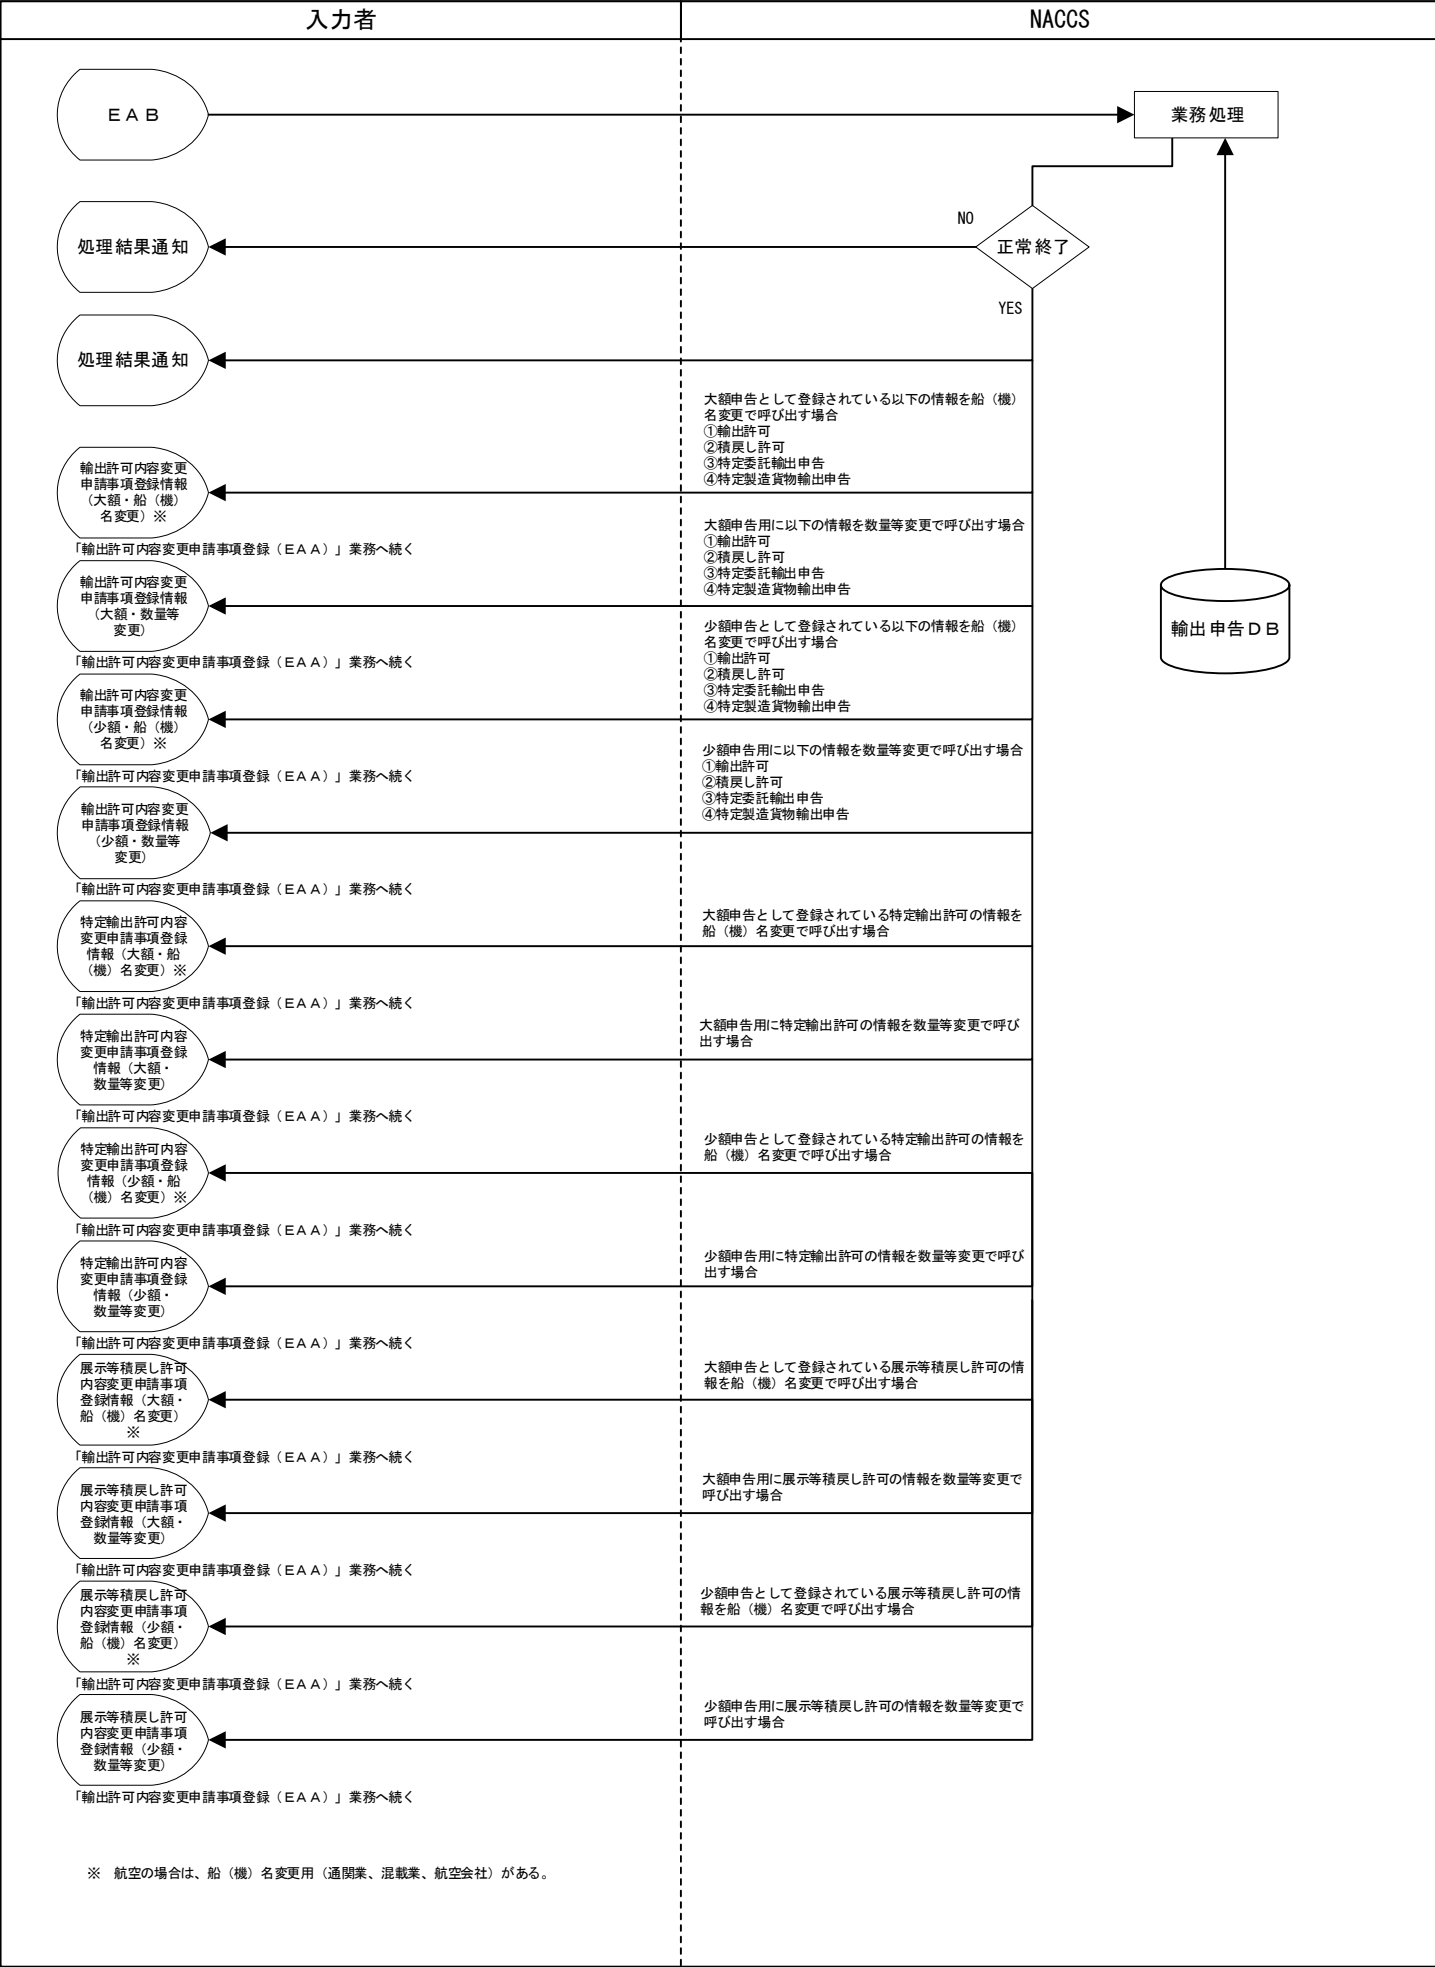 入力者
NACCS
ＥＡＢ
業務処理
NO
処理結果通知
正常終了
YES
処理結果通知
大額申告として登録されている以下の情報を船（機）
名変更で呼び出す場合
①輸出許可
②積戻し許可
③特定委託輸出申告
④特定製造貨物輸出申告
輸出許可内容変更
申請事項登録情報
（大額・船（機）
名変更）※
「輸出許可内容変更申請事項登録（ＥＡＡ）」業務へ続く
大額申告用に以下の情報を数量等変更で呼び出す場合
①輸出許可
②積戻し許可
③特定委託輸出申告
④特定製造貨物輸出申告
輸出許可内容変更
申請事項登録情報
（大額・数量等
変更）
「輸出許可内容変更申請事項登録（ＥＡＡ）」業務へ続く
輸出申告ＤＢ
少額申告として登録されている以下の情報を船（機）
名変更で呼び出す場合
①輸出許可
②積戻し許可
③特定委託輸出申告
④特定製造貨物輸出申告
輸出許可内容変更
申請事項登録情報
（少額・船（機）
名変更）※
「輸出許可内容変更申請事項登録（ＥＡＡ）」業務へ続く
少額申告用に以下の情報を数量等変更で呼び出す場合
①輸出許可
②積戻し許可
③特定委託輸出申告
④特定製造貨物輸出申告
輸出許可内容変更
申請事項登録情報
（少額・数量等
変更）
「輸出許可内容変更申請事項登録（ＥＡＡ）」業務へ続く
大額申告として登録されている特定輸出許可の情報を
船（機）名変更で呼び出す場合
特定輸出許可内容
変更申請事項登録
情報（大額・船
（機）名変更）※
「輸出許可内容変更申請事項登録（ＥＡＡ）」業務へ続く
大額申告用に特定輸出許可の情報を数量等変更で呼び
出す場合
特定輸出許可内容
変更申請事項登録
情報（大額・
数量等変更）
「輸出許可内容変更申請事項登録（ＥＡＡ）」業務へ続く
少額申告として登録されている特定輸出許可の情報を
船（機）名変更で呼び出す場合
特定輸出許可内容
変更申請事項登録
情報（少額・船
（機）名変更）※
「輸出許可内容変更申請事項登録（ＥＡＡ）」業務へ続く
少額申告用に特定輸出許可の情報を数量等変更で呼び
出す場合
特定輸出許可内容
変更申請事項登録
情報（少額・
数量等変更）
「輸出許可内容変更申請事項登録（ＥＡＡ）」業務へ続く
大額申告として登録されている展示等積戻し許可の情
報を船（機）名変更で呼び出す場合
展示等積戻し許可
内容変更申請事項
登録情報（大額・
船（機）名変更）
※
「輸出許可内容変更申請事項登録（ＥＡＡ）」業務へ続く
大額申告用に展示等積戻し許可の情報を数量等変更で
呼び出す場合
展示等積戻し許可
内容変更申請事項
登録情報（大額・
数量等変更）
「輸出許可内容変更申請事項登録（ＥＡＡ）」業務へ続く
少額申告として登録されている展示等積戻し許可の情
報を船（機）名変更で呼び出す場合
展示等積戻し許可
内容変更申請事項
登録情報（少額・
船（機）名変更）
※
「輸出許可内容変更申請事項登録（ＥＡＡ）」業務へ続く
少額申告用に展示等積戻し許可の情報を数量等変更で
呼び出す場合
展示等積戻し許可
内容変更申請事項
登録情報（少額・
数量等変更）
「輸出許可内容変更申請事項登録（ＥＡＡ）」業務へ続く
※　航空の場合は、船（機）名変更用（通関業、混載業、航空会社）がある。